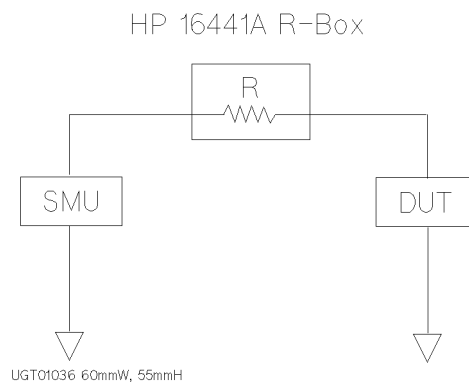 HP 16441A R-Box
R
SMU
DUT
UGT01036 60mmW, 55mmH